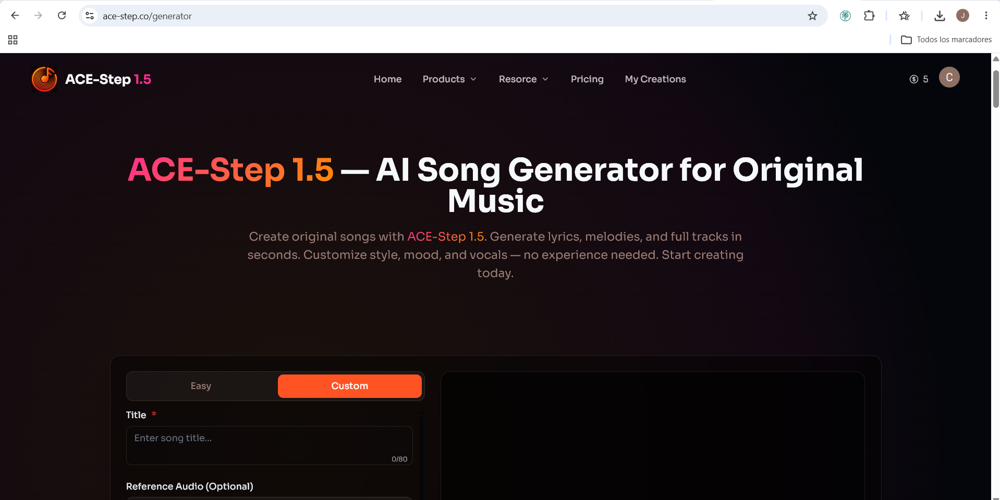 ace-step.co/generator
J
Todos los marcadores
ACE-Step 1.5
Home
Products
Resorce
Pricing
My Creations
5
C
ACE-Step 1.5 — AI Song Generator for Original
Music
Create original songs with ACE-Step 1.5. Generate lyrics, melodies, and full tracks in
seconds. Customize style, mood, and vocals — no experience needed. Start creating
today.
Easy
Custom
Title *
Enter song title...
0/80
Reference Audio (Optional)